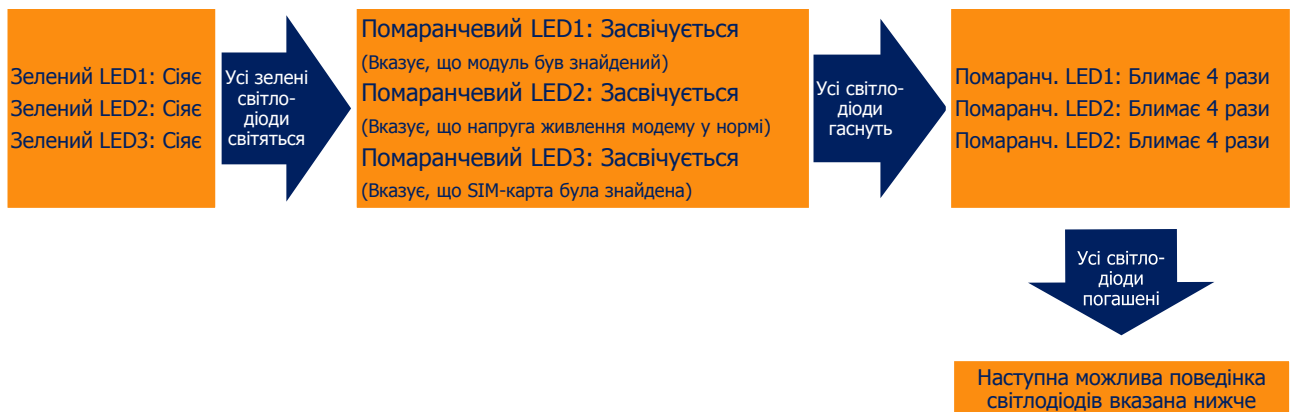 Зелений LED1: Сіяє
Зелений LED2: Сіяє
Зелений LED3: Сіяє
Усі зелені
світло-
діоди
світяться
Помаранчевий LED1: Засвічується
(Вказує, що модуль був знайдений)
Помаранчевий LED2: Засвічується
(Вказує, що напруга живлення модему у нормі)
Помаранчевий LED3: Засвічується
(Вказує, що SIM-карта була знайдена)
Усі світло-
діоди
гаснуть
Помаранч. LED1: Блимає 4 рази
Помаранч. LED2: Блимає 4 рази
Помаранч. LED2: Блимає 4 рази
Усі світло-
діоди
погашені
Наступна можлива поведінка
світлодіодів вказана нижче